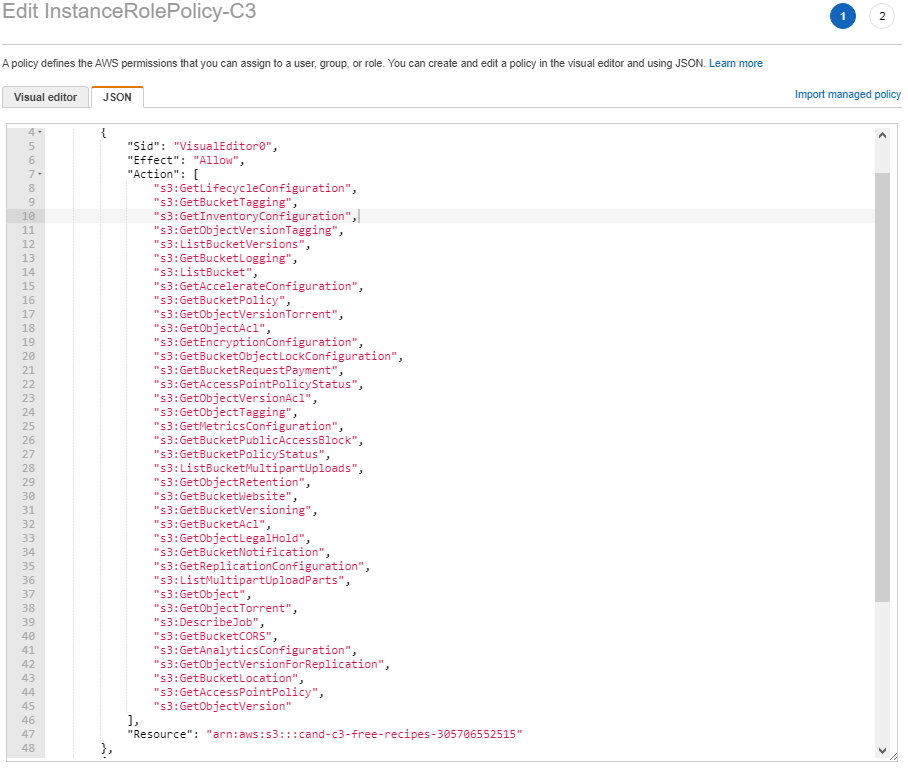 Edit InstanceRolePolicy-C3
1
2
A policy defines the AWS permissions that you can assign to a user, group, or role. You can create and edit a policy in the visual editor and using JSON. Learn more
Visual editor
JSON
Import managed policy
4 {
5 "Sid": "VisualEditor0",
6 "Effect": "Allow",
7 "Action": [
8 "s3:GetLifecycleConfiguration",
9 "s3:GetBucketTagging",
10 "s3:GetInventoryConfiguration",
11 "s3:GetObjectVersionTagging",
12 "s3:ListBucketVersions",
13 "s3:GetBucketLogging",
14 "s3:ListBucket",
15 "s3:GetAccelerateConfiguration",
16 "s3:GetBucketPolicy",
17 "s3:GetObjectVersionTorrent",
18 "s3:GetObjectAcl",
19 "s3:GetEncryptionConfiguration",
20 "s3:GetBucketObjectLockConfiguration",
21 "s3:GetBucketRequestPayment",
22 "s3:GetAccessPointPolicyStatus",
23 "s3:GetObjectVersionAcl",
24 "s3:GetObjectTagging",
25 "s3:GetMetricsConfiguration",
26 "s3:GetBucketPublicAccessBlock",
27 "s3:GetBucketPolicyStatus",
28 "s3:ListBucketMultipartUploads",
29 "s3:GetObjectRetention",
30 "s3:GetBucketWebsite",
31 "s3:GetBucketVersioning",
32 "s3:GetBucketAcl",
33 "s3:GetObjectLegalHold",
34 "s3:GetBucketNotification",
35 "s3:GetReplicationConfiguration",
36 "s3:ListMultipartUploadParts",
37 "s3:GetObject",
38 "s3:GetObjectTorrent",
39 "s3:DescribeJob",
40 "s3:GetBucketCORS",
41 "s3:GetAnalyticsConfiguration",
42 "s3:GetObjectVersionForReplication",
43 "s3:GetBucketLocation",
44 "s3:GetAccessPointPolicy",
45 "s3:GetObjectVersion"
46 ],
47 "Resource": "arn:aws:s3:::cand-c3-free-recipes-305706552515"
48 },